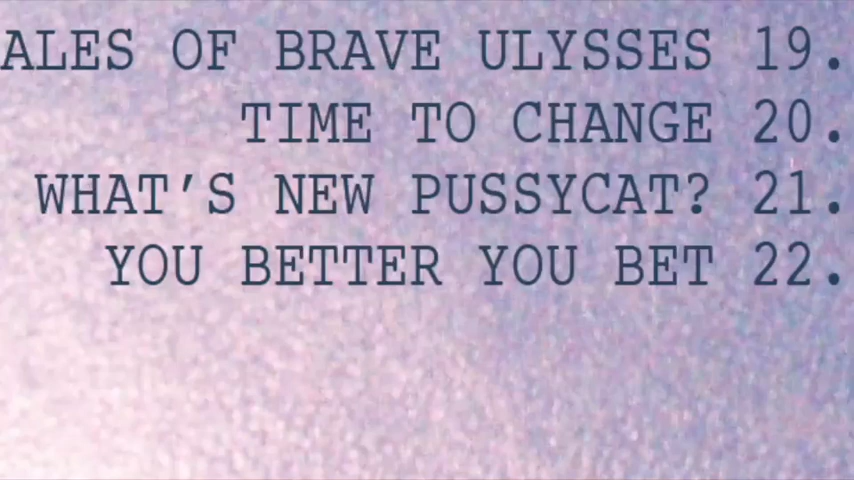 ALES OF BRAVE ULYSSES 19.
TIME TO CHANGE 20.
WHAT'S NEW PUSSYCAT? 21.
YOU BETTER YOU BET 22.